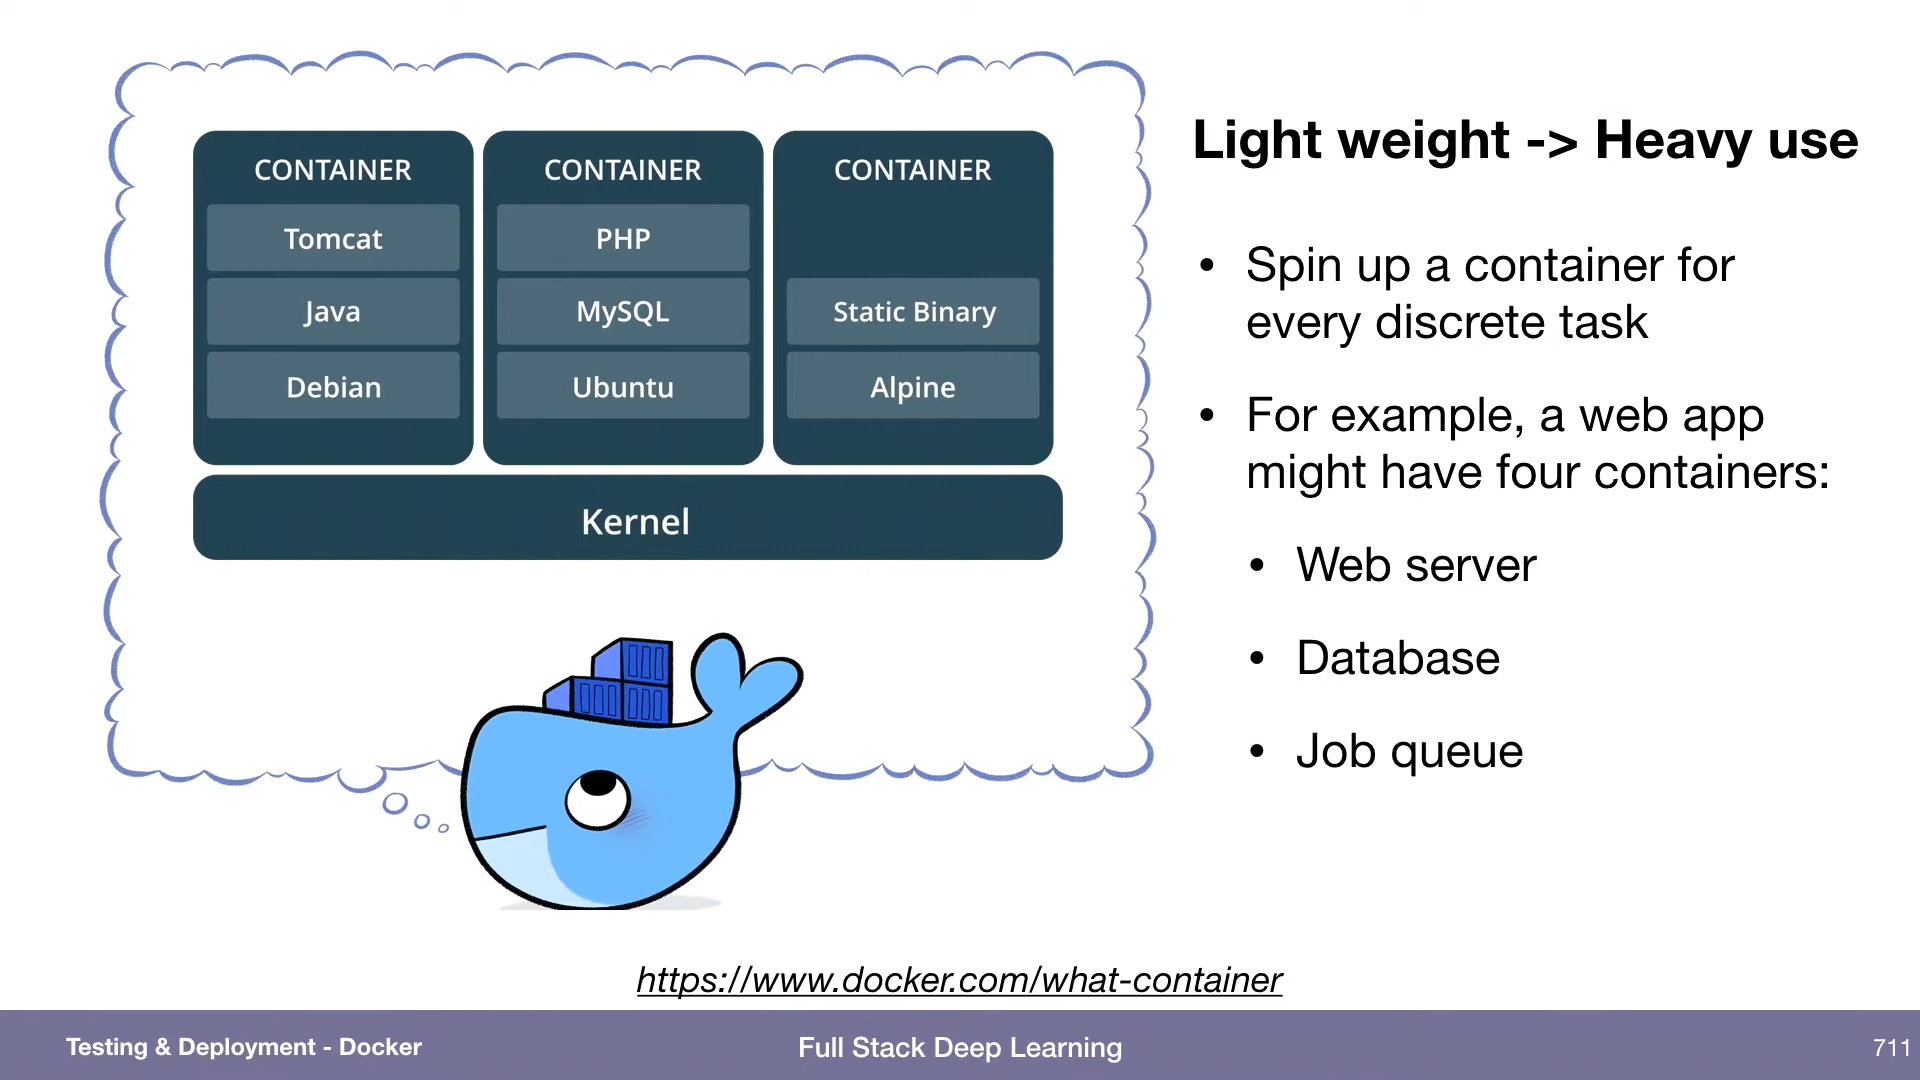 CONTAINER
Tomcat
Java
Debian
CONTAINER
PHP
MySQL
Ubuntu
CONTAINER
Static Binary
Alpine
Kernel
Light weight -> Heavy use
• Spin up a container for
every discrete task
• For example, a web app
might have four containers:
• Web server
• Database
• Job queue
https://www.docker.com/what-container
Testing & Deployment - Docker
Full Stack Deep Learning
711